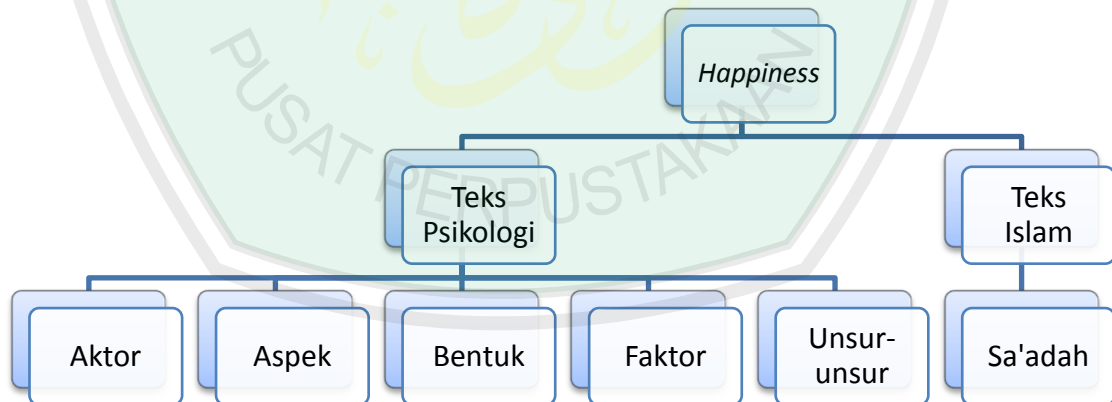 Happiness
Teks
Psikologi
Teks
Islam
Aktor
Aspek
Bentuk
Faktor
Unsur-
unsur
Sa'adah
PUSAT PERPUSTAKAAN